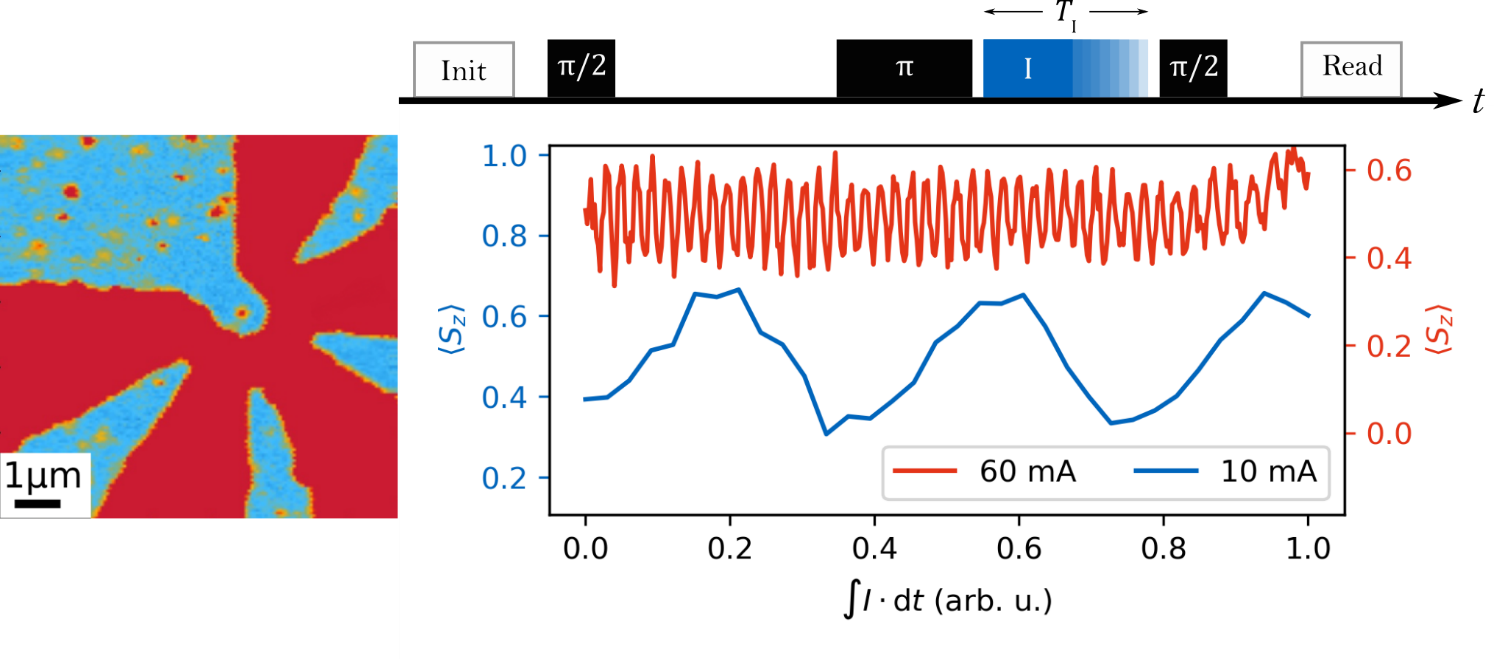 T_I
Init π/2 π I π/2 Read
t
1μm
1.0
0.8
0.6
0.4
0.2
⟨S_z⟩
0.6
0.4
0.2
0.0
⟨S_z⟩
60 mA 10 mA
0.0 0.2 0.4 0.6 0.8 1.0
∫I · dt (arb. u.)